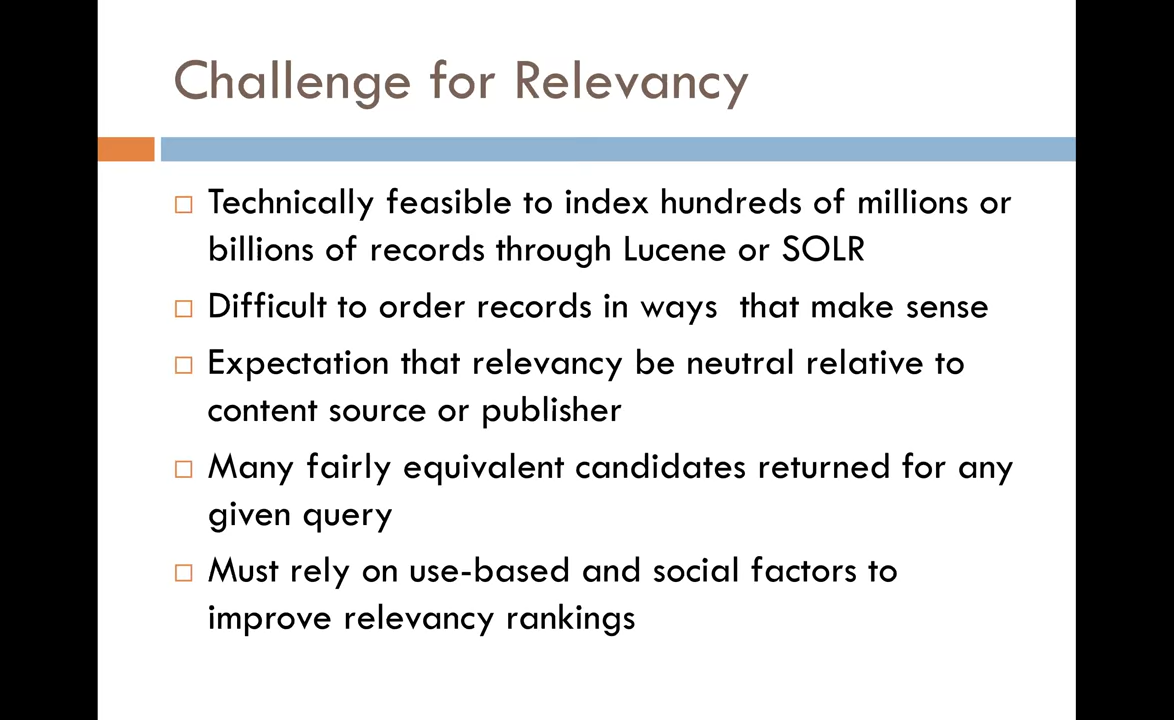 Challenge for Relevancy
Technically feasible to index hundreds of millions or
billions of records through Lucene or SOLR
Difficult to order records in ways  that make sense
Expectation that relevancy be neutral relative to
content source or publisher
Many fairly equivalent candidates returned for any
given query
Must rely on use-based and social factors to
improve relevancy rankings